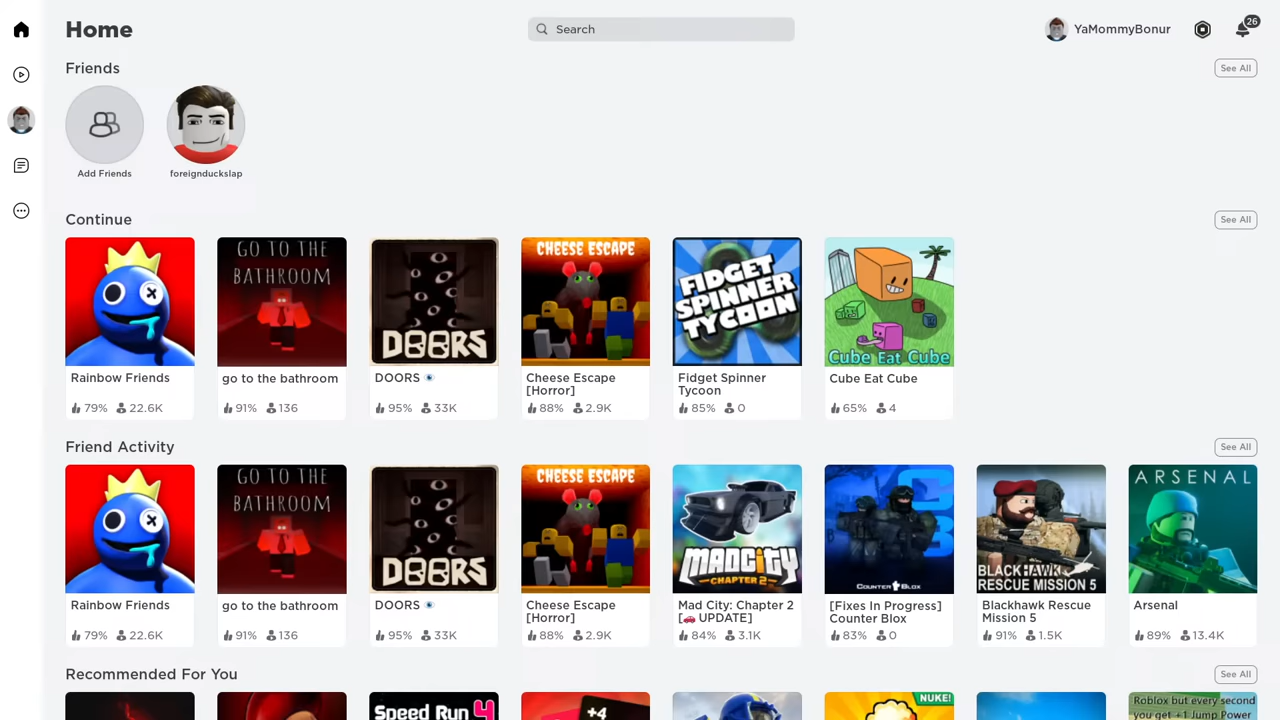 Home
Search
YaMommyBonur
26
Friends
See All
Add Friends
foreignduckslap
Continue
See All
GO TO THE
BATHROOM
DOORS
CHEESE ESCAPE
FIDGET
SPINNER
TYCOON
Cube Eat Cube
Rainbow Friends
go to the bathroom
DOORS
Cheese Escape
[Horror]
Fidget Spinner
Tycoon
Cube Eat Cube
79% 22.6K
91% 136
95% 33K
88% 2.9K
85% 0
65% 4
Friend Activity
See All
GO TO THE
BATHROOM
DOORS
CHEESE ESCAPE
MADCITY
CHAPTER 2
COUNTER BLOX
BLACKHAWK
RESCUE MISSION 5
ARSENAL
Rainbow Friends
go to the bathroom
DOORS
Cheese Escape
[Horror]
Mad City: Chapter 2
[🚗 UPDATE]
[Fixes In Progress]
Counter Blox
Blackhawk Rescue
Mission 5
Arsenal
79% 22.6K
91% 136
95% 33K
88% 2.9K
84% 3.1K
83% 0
91% 1.5K
89% 13.4K
Recommended For You
See All
Speed Run 4
+4
NUKE!
Roblox but every second
you get +1 Jump Power